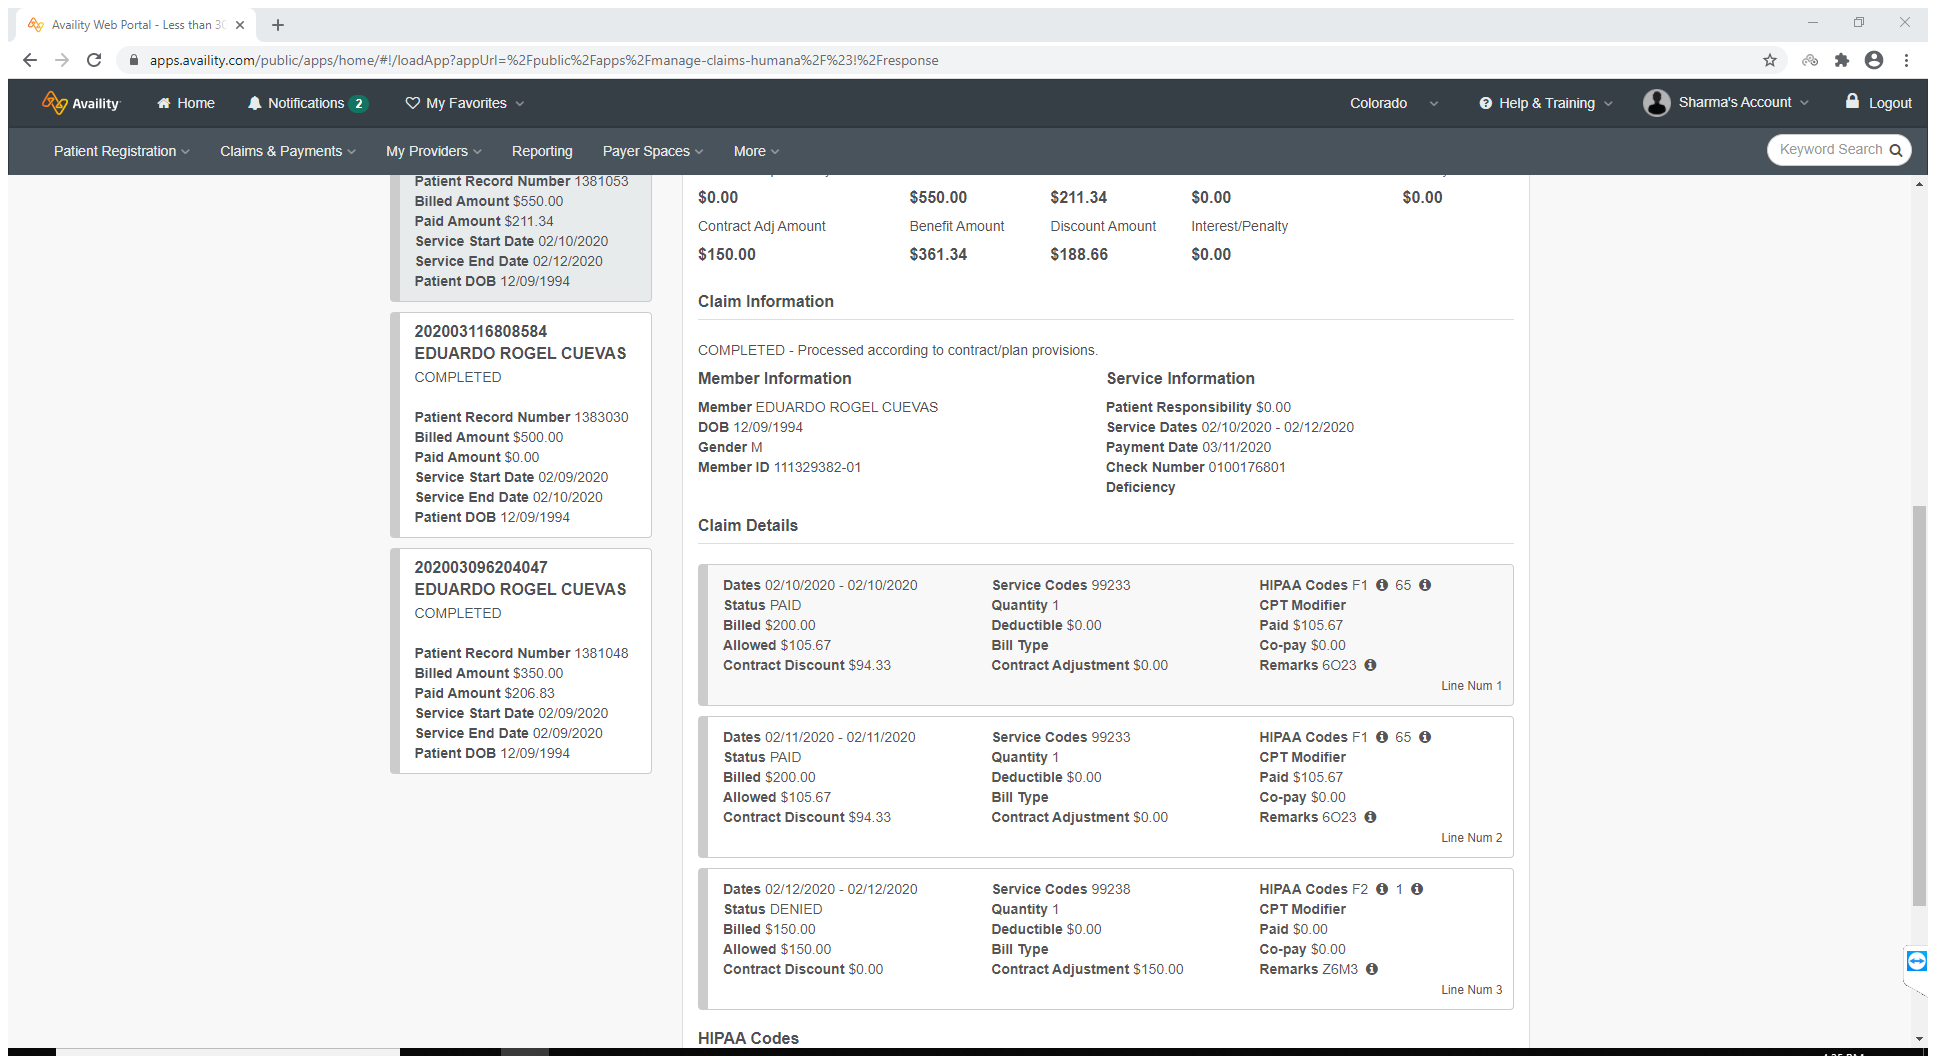 Availity Web Portal - Less than 30
apps.availity.com/public/apps/home/#!/loadApp?appUrl=%2Fpublic%2Fapps%2Fmanage-claims-humana%2F%23!%2Fresponse
Availity Home Notifications 2 My Favorites Colorado Help & Training Sharma's Account Logout
Patient Registration Claims & Payments My Providers Reporting Payer Spaces More Keyword Search
Patient Record Number 1381053
Billed Amount $550.00
Paid Amount $211.34
Service Start Date 02/10/2020
Service End Date 02/12/2020
Patient DOB 12/09/1994
202003116808584
EDUARDO ROGEL CUEVAS
COMPLETED
Patient Record Number 1383030
Billed Amount $500.00
Paid Amount $0.00
Service Start Date 02/09/2020
Service End Date 02/10/2020
Patient DOB 12/09/1994
202003096204047
EDUARDO ROGEL CUEVAS
COMPLETED
Patient Record Number 1381048
Billed Amount $350.00
Paid Amount $206.83
Service Start Date 02/09/2020
Service End Date 02/09/2020
Patient DOB 12/09/1994
$0.00 $550.00 $211.34 $0.00 $0.00
Contract Adj Amount Benefit Amount Discount Amount Interest/Penalty
$150.00 $361.34 $188.66 $0.00
Claim Information
COMPLETED - Processed according to contract/plan provisions.
Member Information
Member EDUARDO ROGEL CUEVAS
DOB 12/09/1994
Gender M
Member ID 111329382-01
Service Information
Patient Responsibility $0.00
Service Dates 02/10/2020 - 02/12/2020
Payment Date 03/11/2020
Check Number 0100176801
Deficiency
Claim Details
Dates 02/10/2020 - 02/10/2020 Service Codes 99233 HIPAA Codes F1 65
Status PAID Quantity 1 CPT Modifier
Billed $200.00 Deductible $0.00 Paid $105.67
Allowed $105.67 Bill Type Co-pay $0.00
Contract Discount $94.33 Contract Adjustment $0.00 Remarks 6O23
Line Num 1
Dates 02/11/2020 - 02/11/2020 Service Codes 99233 HIPAA Codes F1 65
Status PAID Quantity 1 CPT Modifier
Billed $200.00 Deductible $0.00 Paid $105.67
Allowed $105.67 Bill Type Co-pay $0.00
Contract Discount $94.33 Contract Adjustment $0.00 Remarks 6O23
Line Num 2
Dates 02/12/2020 - 02/12/2020 Service Codes 99238 HIPAA Codes F2 1
Status DENIED Quantity 1 CPT Modifier
Billed $150.00 Deductible $0.00 Paid $0.00
Allowed $150.00 Bill Type Co-pay $0.00
Contract Discount $0.00 Contract Adjustment $150.00 Remarks Z6M3
Line Num 3
HIPAA Codes